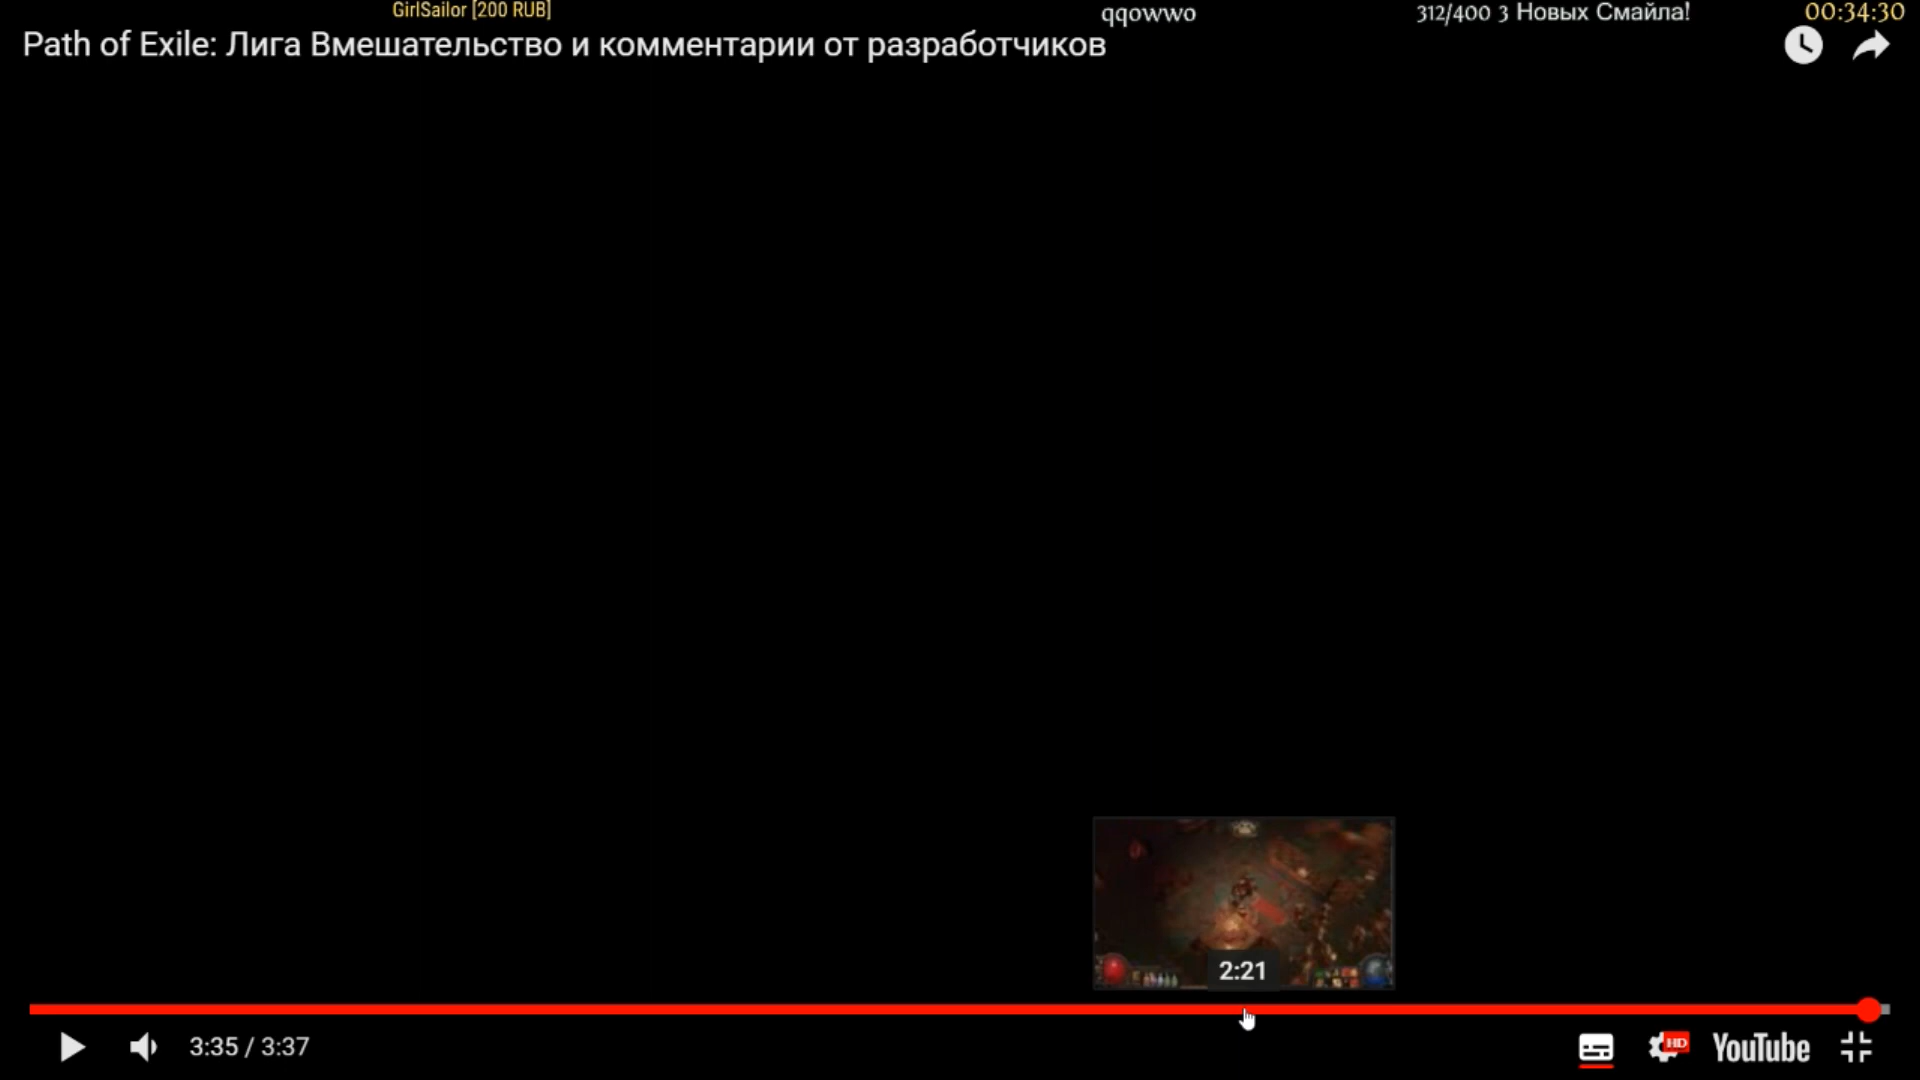 GirlSailor [200 RUB]
qqowwo
312/400 3 Новых Смайла!
00:34:30
Path of Exile: Лига Вмешательство и комментарии от разработчиков
2:21
3:35 / 3:37
HD
YouTube